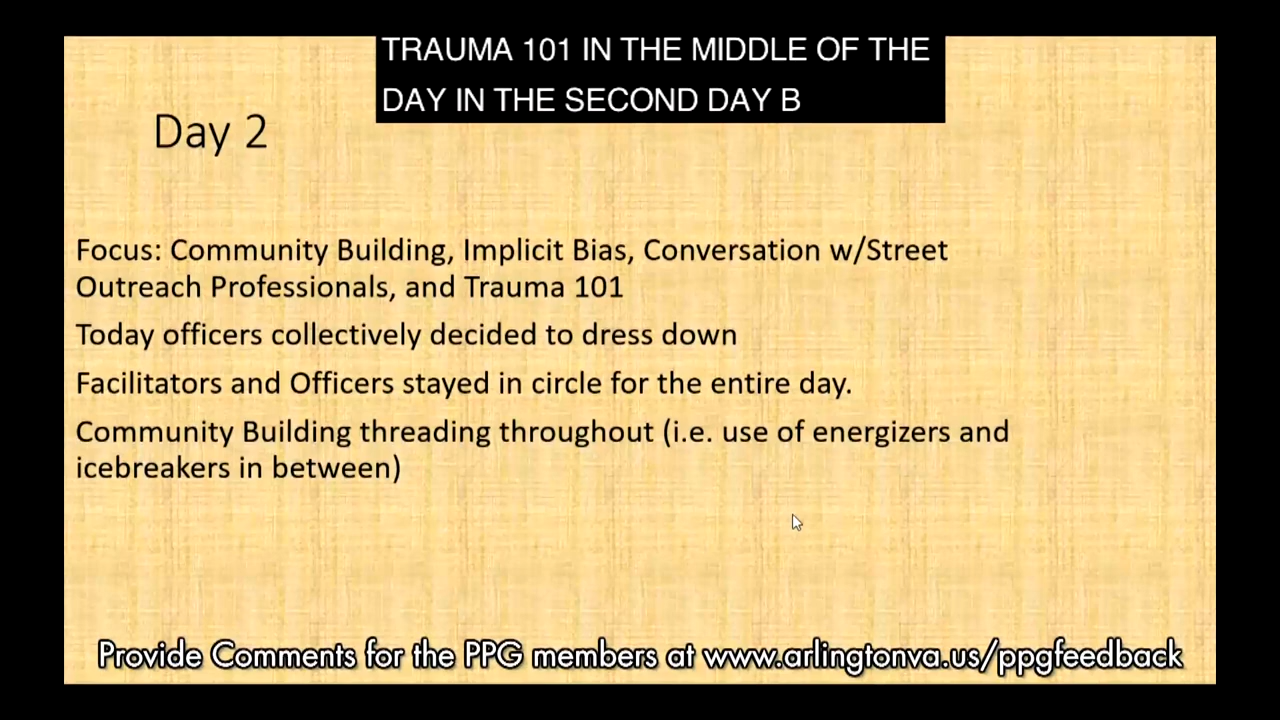 TRAUMA 101 IN THE MIDDLE OF THE
DAY IN THE SECOND DAY B
Day 2
Focus: Community Building, Implicit Bias, Conversation w/Street
Outreach Professionals, and Trauma 101
Today officers collectively decided to dress down
Facilitators and Officers stayed in circle for the entire day.
Community Building threading throughout (i.e. use of energizers and
icebreakers in between)
Provide Comments for the PPG members at www.arlingtonva.us/ppgfeedback